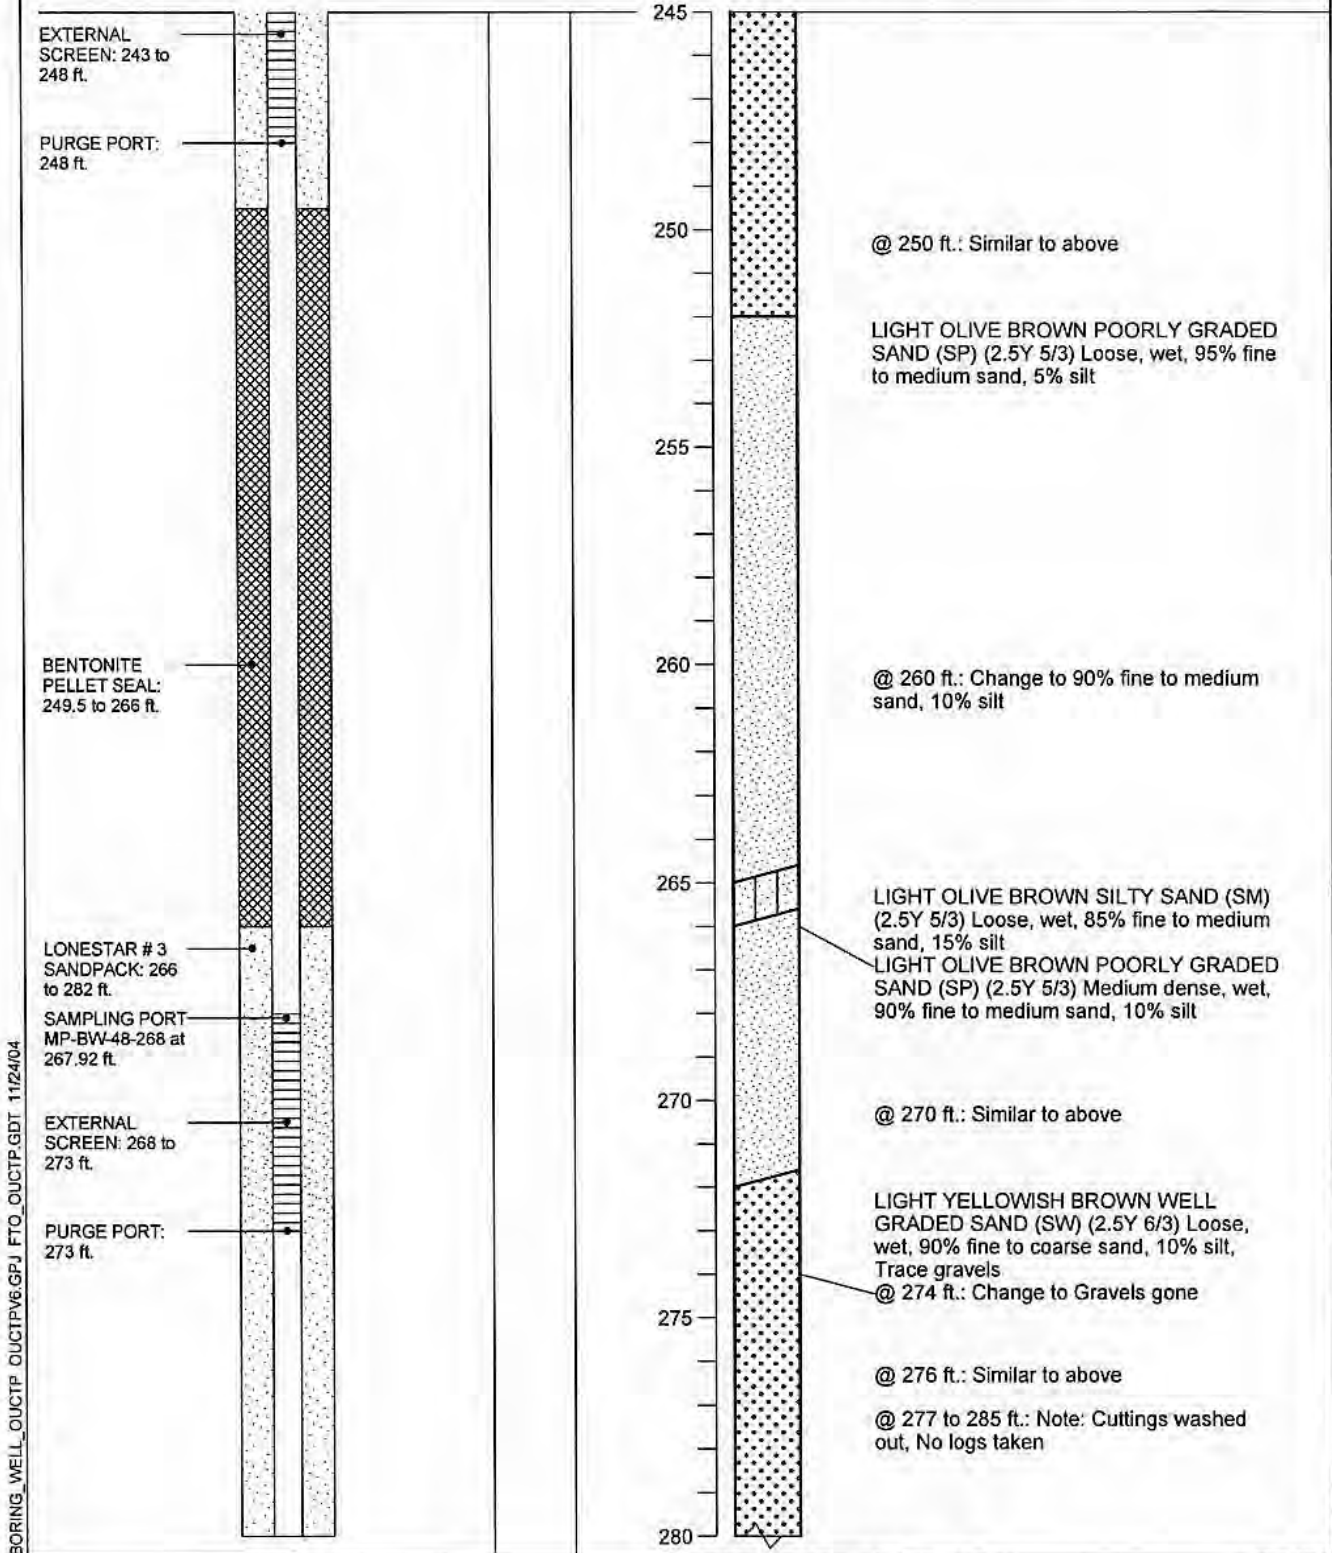 EXTERNAL
SCREEN: 243 to
248 ft.
PURGE PORT:
248 ft.
BENTONITE
PELLET SEAL:
249.5 to 266 ft.
LONESTAR # 3
SANDPACK: 266
to 282 ft.
SAMPLING PORT
MP-BW-48-268 at
267.92 ft.
EXTERNAL
SCREEN: 268 to
273 ft.
PURGE PORT:
273 ft.
245
250
255
260
265
270
275
280
@ 250 ft.: Similar to above
LIGHT OLIVE BROWN POORLY GRADED
SAND (SP) (2.5Y 5/3) Loose, wet, 95% fine
to medium sand, 5% silt
@ 260 ft.: Change to 90% fine to medium
sand, 10% silt
LIGHT OLIVE BROWN SILTY SAND (SM)
(2.5Y 5/3) Loose, wet, 85% fine to medium
sand, 15% silt
LIGHT OLIVE BROWN POORLY GRADED
SAND (SP) (2.5Y 5/3) Medium dense, wet,
90% fine to medium sand, 10% silt
@ 270 ft.: Similar to above
LIGHT YELLOWISH BROWN WELL
GRADED SAND (SW) (2.5Y 6/3) Loose,
wet, 90% fine to coarse sand, 10% silt,
Trace gravels
@ 274 ft.: Change to Gravels gone
@ 276 ft.: Similar to above
@ 277 to 285 ft.: Note: Cuttings washed
out, No logs taken
BORING_WELL_OUCTP OUCTPV6.GPJ FTO_OUCTP.GDT 11/24/04